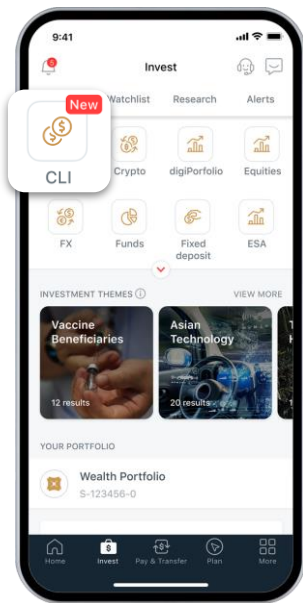 9:41
6
Invest
Watchlist Research Alerts
New
CLI
Crypto digiPorfolio Equities
FX Funds Fixed deposit ESA
INVESTMENT THEMES VIEW MORE
Vaccine
Beneficiaries
12 results
Asian
Technology
20 results
YOUR PORTFOLIO
Wealth Portfolio
S-123456-0
Home Invest Pay & Transfer Plan More